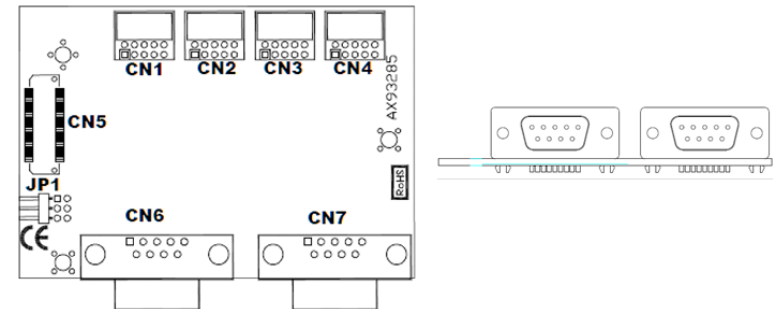 CN1 CN2 CN3 CN4
AX93285
CN5
RoHS
JP1
CN6 CN7
CE